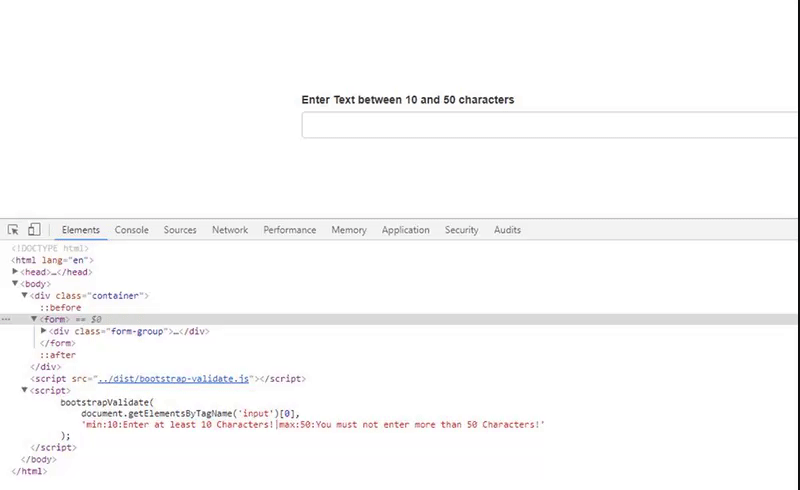 Enter Text between 10 and 50 characters
Elements Console Sources Network Performance Memory Application Security Audits
<!DOCTYPE html>
<html lang="en">
▶<head>…</head>
▼<body>
▼<div class="container">
::before
… ▼<form> == $0
▶<div class="form-group">…</div>
</form>
::after
</div>
<script src="../dist/bootstrap-validate.js"></script>
▼<script>
bootstrapValidate(
document.getElementsByTagName('input')[0],
'min:10:Enter at least 10 Characters!|max:50:You must not enter more than 50 Characters!'
);
</script>
</body>
</html>